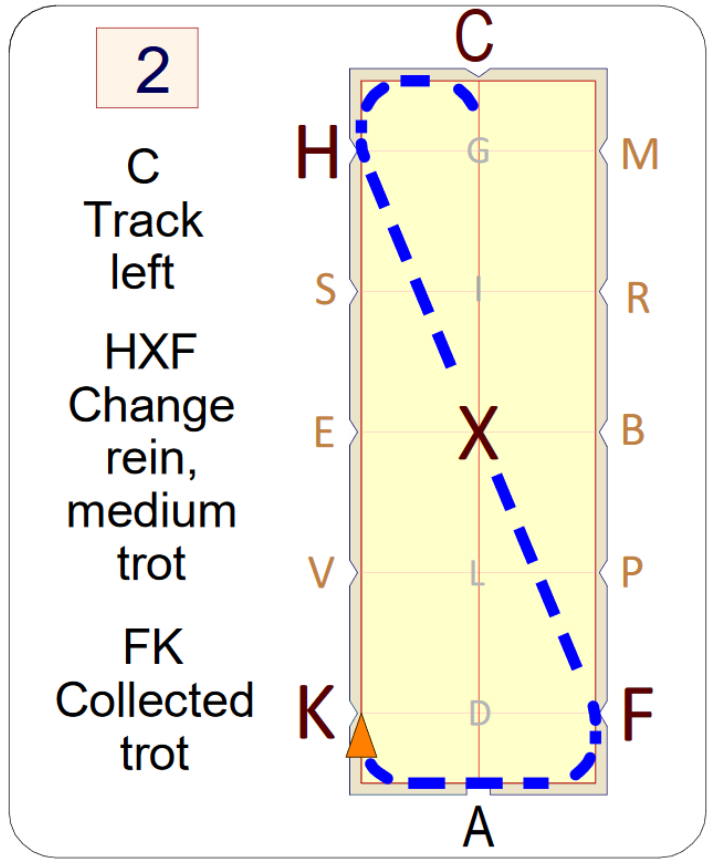 2
C
Track
left
HXF
Change
rein,
medium
trot
FK
Collected
trot
C
H G M
S I R
E X B
V L P
K D F
A